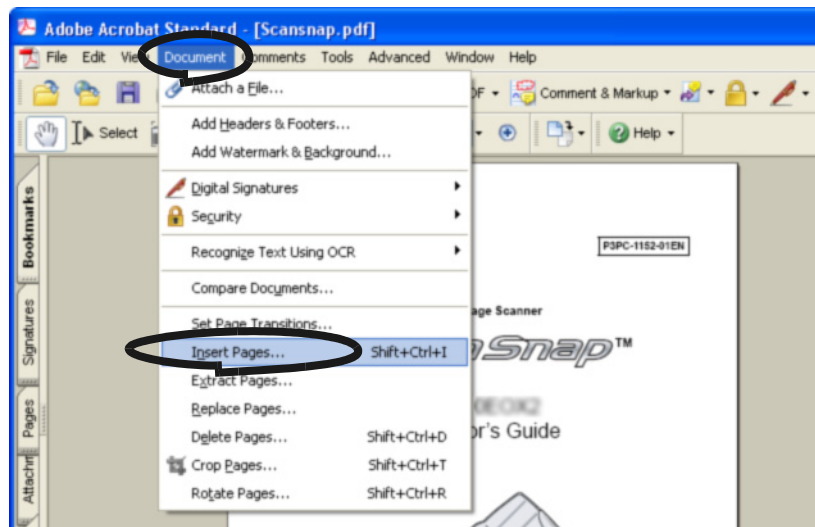 Adobe Acrobat Standard - [Scansnap.pdf]
File Edit View Document Comments Tools Advanced Window Help
Attach a File...
Comment & Markup
Select
Help
Add Headers & Footers...
Add Watermark & Background...
Digital Signatures
Security
Recognize Text Using OCR
Compare Documents...
Set Page Transitions...
Insert Pages... Shift+Ctrl+I
Extract Pages...
Replace Pages...
Delete Pages... Shift+Ctrl+D
Crop Pages... Shift+Ctrl+T
Rotate Pages... Shift+Ctrl+R
Bookmarks
Signatures
Pages
Attachm
P3PC-1152-01EN
age Scanner
nSnap™
or's Guide